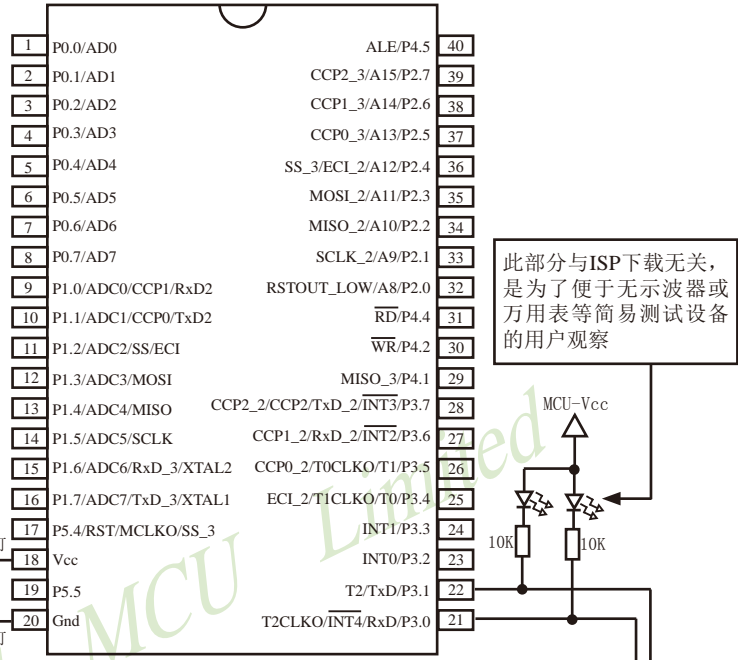 1 P0.0/AD0 ALE/P4.5 40
2 P0.1/AD1 CCP2_3/A15/P2.7 39
3 P0.2/AD2 CCP1_3/A14/P2.6 38
4 P0.3/AD3 CCP0_3/A13/P2.5 37
5 P0.4/AD4 SS_3/ECI_2/A12/P2.4 36
6 P0.5/AD5 MOSI_2/A11/P2.3 35
7 P0.6/AD6 MISO_2/A10/P2.2 34
8 P0.7/AD7 SCLK_2/A9/P2.1 33
9 P1.0/ADC0/CCP1/RxD2 RSTOUT_LOW/A8/P2.0 32
10 P1.1/ADC1/CCP0/TxD2 RD/P4.4 31
11 P1.2/ADC2/SS/ECI WR/P4.2 30
12 P1.3/ADC3/MOSI MISO_3/P4.1 29
13 P1.4/ADC4/MISO CCP2_2/CCP2/TxD_2/INT3/P3.7 28
14 P1.5/ADC5/SCLK CCP1_2/RxD_2/INT2/P3.6 27
15 P1.6/ADC6/RxD_3/XTAL2 CCP0_2/T0CLKO/T1/P3.5 26
16 P1.7/ADC7/TxD_3/XTAL1 ECI_2/T1CLKO/T0/P3.4 25
17 P5.4/RST/MCLKO/SS_3 INT1/P3.3 24
18 Vcc INT0/P3.2 23
19 P5.5 T2/TxD/P3.1 22
20 Gnd T2CLKO/INT4/RxD/P3.0 21
此部分与ISP下载无关，
是为了便于无示波器或
万用表等简易测试设备
的用户观察
MCU-Vcc
10K 10K
MCU Limited